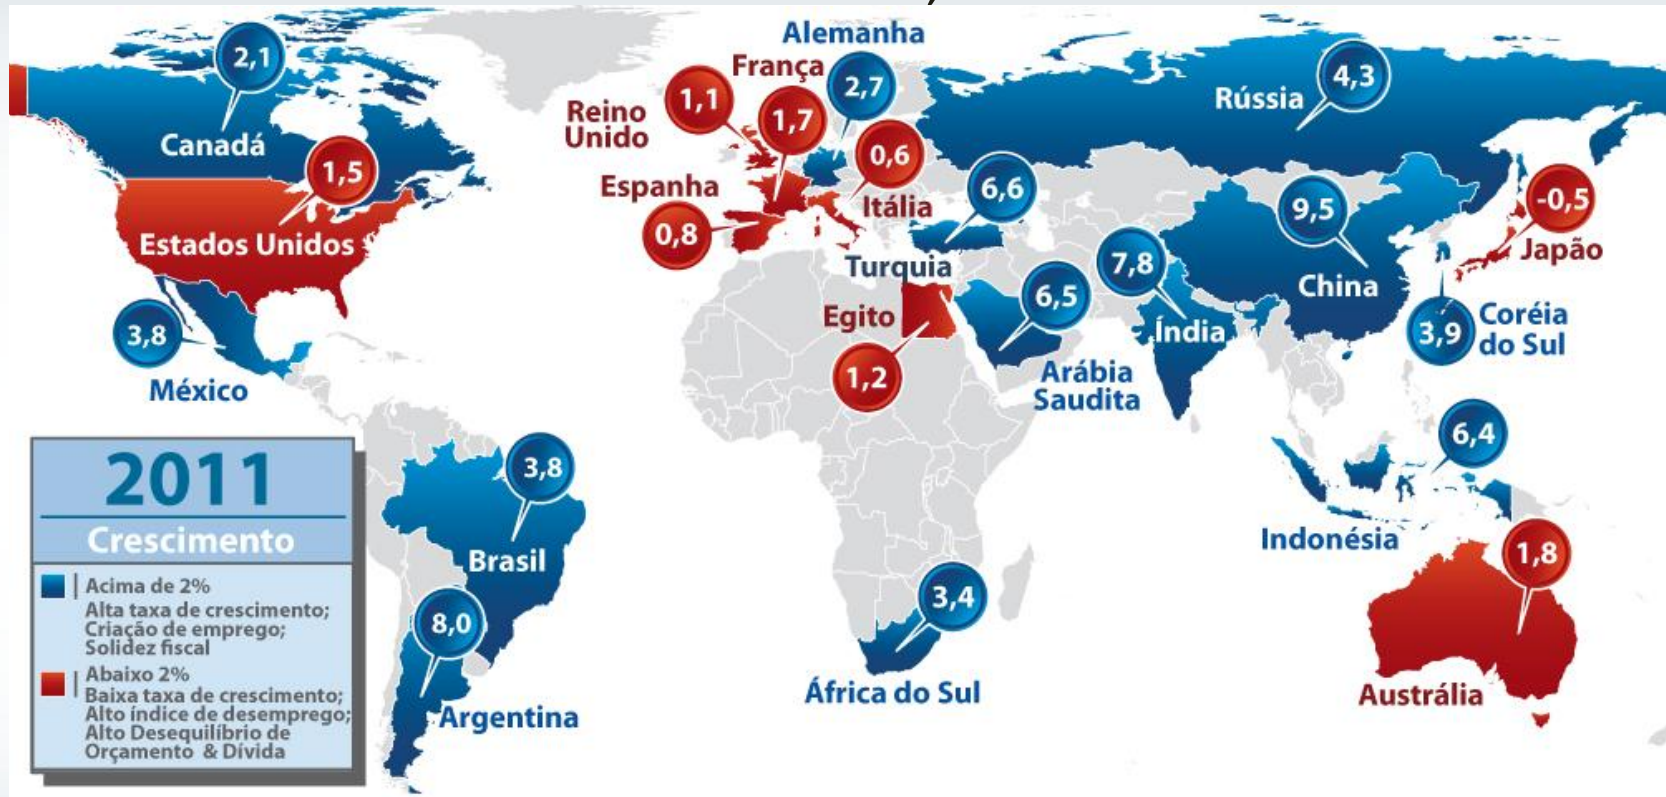 2,1
Canadá
1,5
Estados Unidos
3,8
México
Alemanha
2,7
França
1,7
Reino
Unido
1,1
Espanha
0,8
0,6
Itália
6,6
Turquia
Egito
1,2
6,5
Arábia
Saudita
Rússia
4,3
9,5
China
7,8
Índia
-0,5
Japão
3,9
Coréia
do Sul
6,4
Indonésia
1,8
Austrália
3,4
África do Sul
3,8
Brasil
8,0
Argentina
2011
Crescimento
Acima de 2%
Alta taxa de crescimento;
Criação de emprego;
Solidez fiscal
Abaixo 2%
Baixa taxa de crescimento;
Alto índice de desemprego;
Alto Desequilíbrio de
Orçamento & Dívida